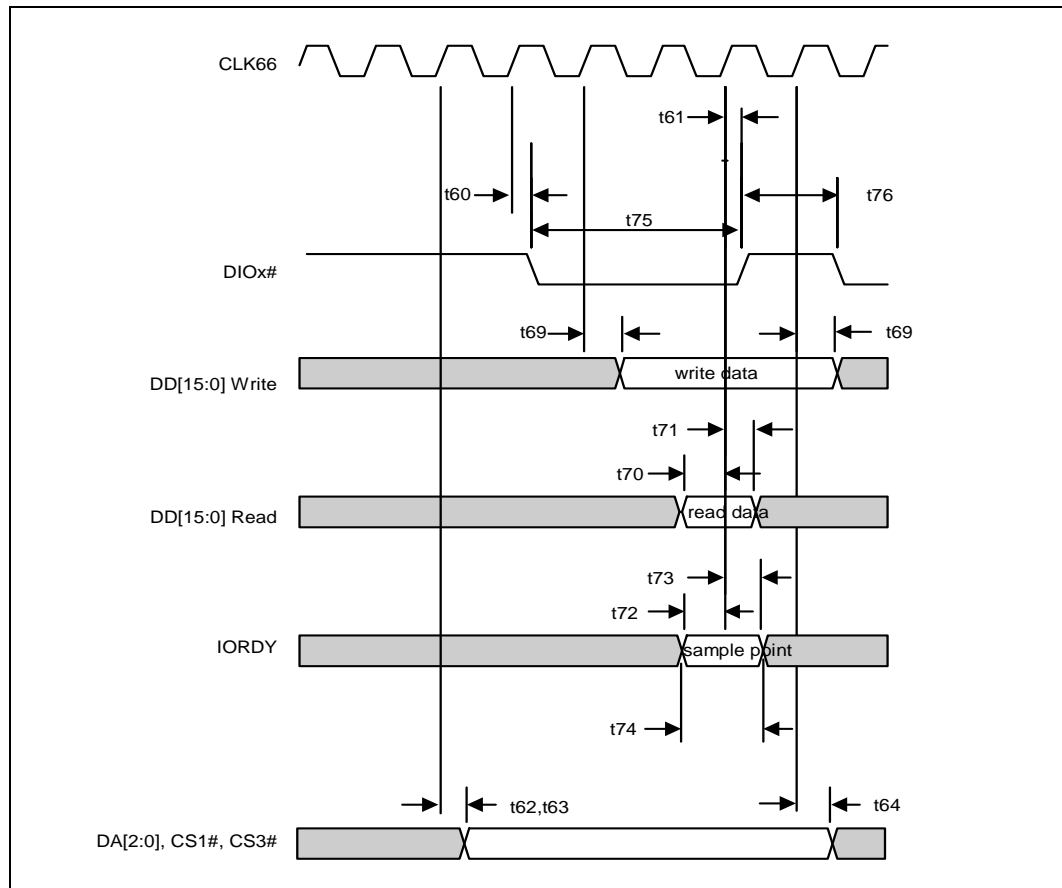 CLK66
t61
t60
t76
t75
DIOx#
t69
t69
DD[15:0] Write
write data
t71
t70
DD[15:0] Read
read data
t73
t72
IORDY
sample point
t74
t62,t63
t64
DA[2:0], CS1#, CS3#